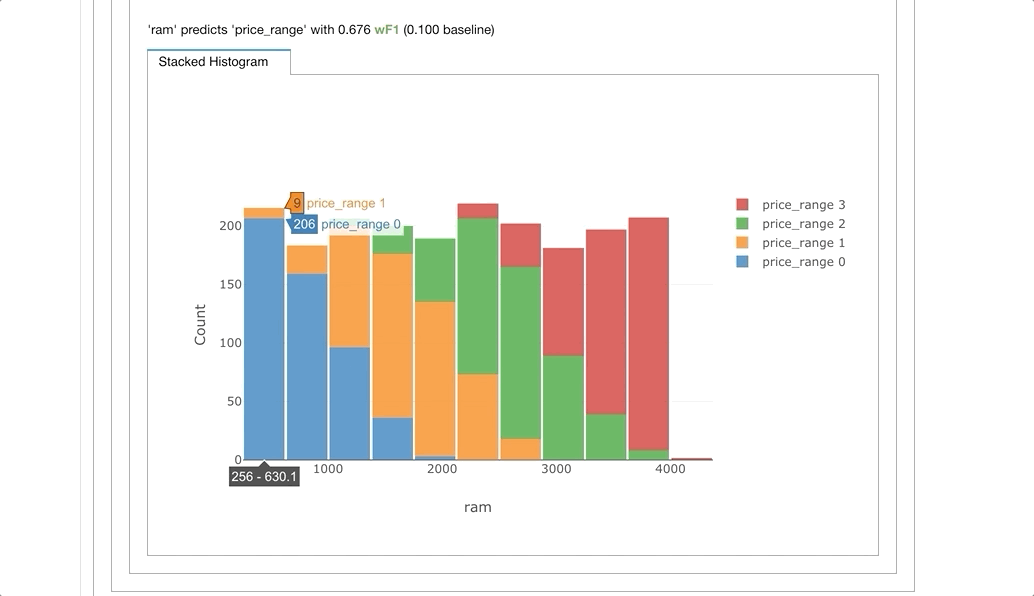 'ram' predicts 'price_range' with 0.676 wF1 (0.100 baseline)
Stacked Histogram
9 price_range 1
206 price_range 0
price_range 3
price_range 2
price_range 1
price_range 0
200
150
100
50
0
Count
256 - 630.1
1000 2000 3000 4000
ram